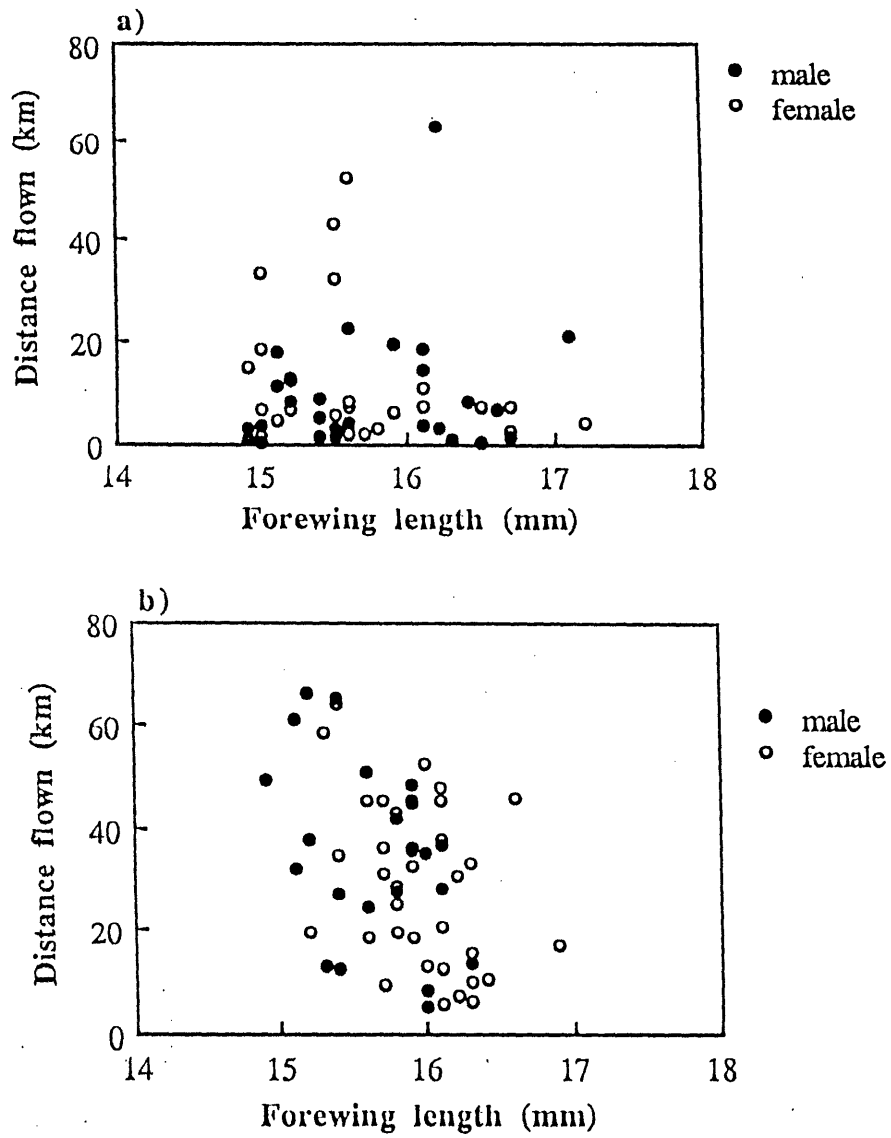 a)
80
60
40
20
0
Distance flown (km)
14 15 16 17 18
Forewing length (mm)
male
female
b)
80
60
40
20
0
Distance flown (km)
14 15 16 17 18
Forewing length (mm)
male
female